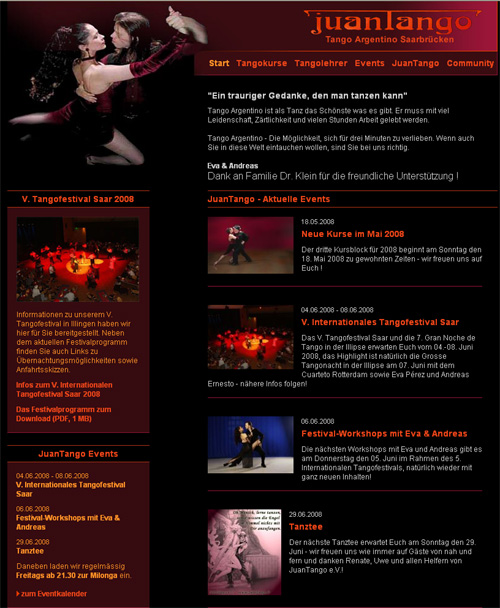 juanTango
Tango Argentino Saarbrücken
Start Tangokurse Tangolehrer Events JuanTango Community
"Ein trauriger Gedanke, den man tanzen kann"
Tango Argentino ist als Tanz das Schönste was es gibt. Er muss mit viel
Leidenschaft, Zärtlichkeit und vielen Stunden Arbeit gelebt werden.
Tango Argentino - Die Möglichkeit, sich für drei Minuten zu verlieben. Wenn auch
Sie in diese Welt eintauchen wollen, sind Sie bei uns richtig.
Eva & Andreas
Dank an Familie Dr. Klein für die freundliche Unterstützung !
V. Tangofestival Saar 2008
Informationen zu unserem V.
Tangofestival in Illingen haben wir
hier für Sie bereitgestellt. Neben
dem aktuellen Festivalprogramm
finden Sie auch Links zu
Übernachtungsmöglichkeiten sowie
Anfahrtsskizzen.
Infos zum V. Internationalen
Tangofestival Saar 2008
Das Festivalprogramm zum
Download (PDF, 1 MB)
JuanTango Events
04.06.2008 - 08.06.2008
V. Internationales Tangofestival
Saar
06.06.2008
Festival-Workshops mit Eva &
Andreas
29.06.2008
Tanztee
Daneben laden wir regelmässig
Freitags ab 21.30 zur Milonga ein.
zum Eventkalender
JuanTango - Aktuelle Events
18.05.2008
Neue Kurse im Mai 2008
Der dritte Kursblock für 2008 beginnt am Sonntag den
18. Mai 2008 zu gewohnten Zeiten - wir freuen uns auf
Euch !
04.06.2008 - 08.06.2008
V. Internationales Tangofestival Saar
Das V. Tangofestival Saar und die 7. Gran Noche de
Tango in der Illipse erwarten Euch vom 04.-08. Juni
2008, das Highlight ist natürlich die Grosse
Tangonacht in der Illipse am 07. Juni mit dem
Cuarteto Rotterdam sowie Eva Pérez und Andreas
Ernesto - nähere Infos folgen!
06.06.2008
Festival-Workshops mit Eva & Andreas
Die nächsten Workshops mit Eva und Andreas gibt es
am Donnerstag den 05. Juni im Rahmen des 5.
Internationalen Tangofestivals, natürlich wieder mit
ganz neuen Inhalten!
29.06.2008
Tanztee
Der nächste Tanztee erwartet Euch am Sonntag den 29.
Juni - wir freuen uns wie immer auf Gäste von nah und
fern und danken Renate, Uwe und allen Helfern von
JuanTango e.V.!